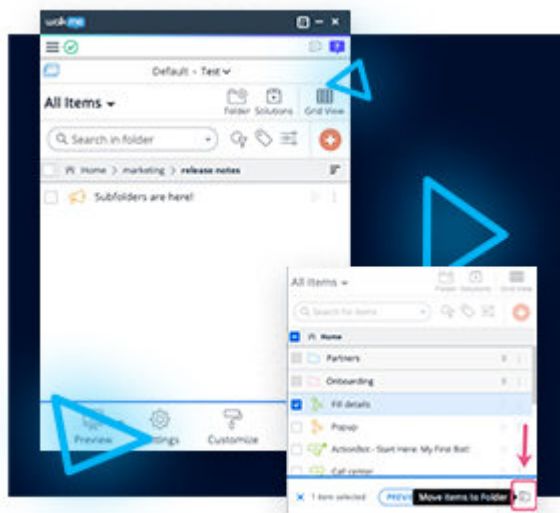 walkme
Default - Test
All Items
Folder Solutions Grid View
Search in folder
Home > marketing > release notes
Subfolders are here!
Preview
Customize
All Items
Folder Solutions Grid View
Search for items
Home
Partners
Onboarding
Fill details
Popup
ActionBot - Start Here: My First Bot!
Call center
1 item selected
Move Items to Folder